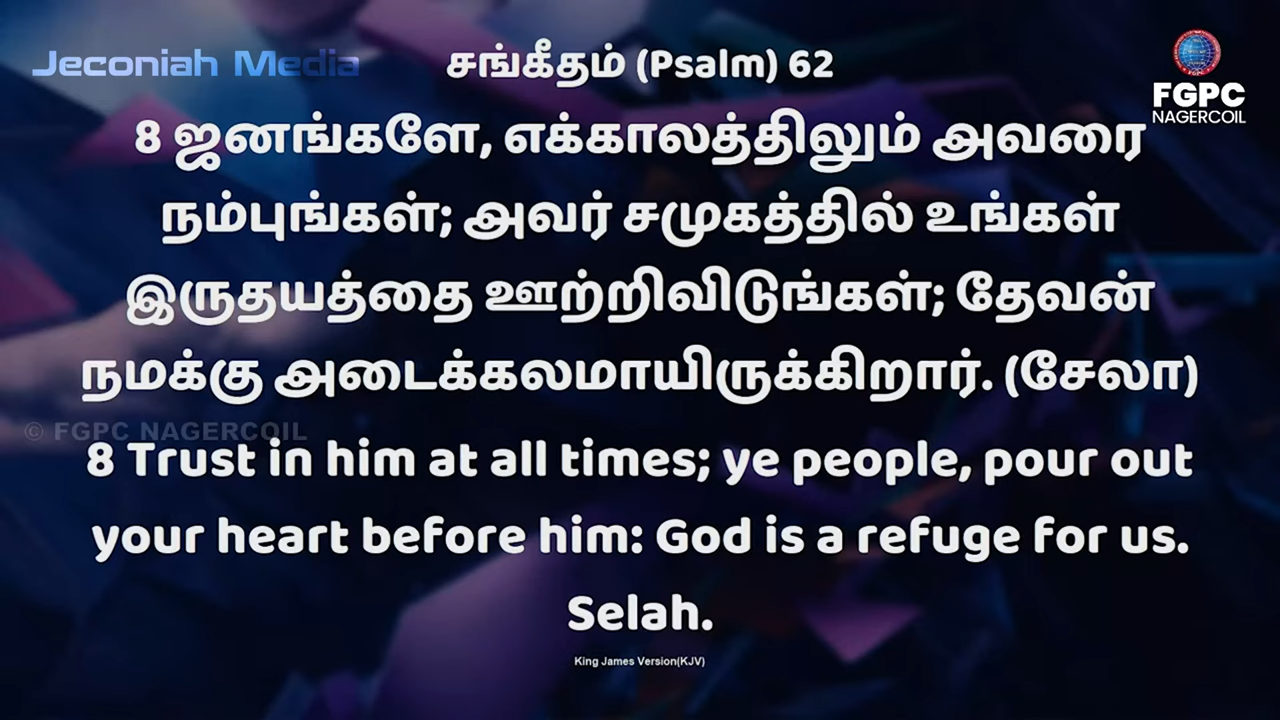 Jeconiah Media
சங்கீதம் (Psalm) 62
FGPC
NAGERCOIL
8 ஜனங்களே, எக்காலத்திலும் அவரை
நம்புங்கள்; அவர் சமுகத்தில் உங்கள்
இருதயத்தை ஊற்றிவிடுங்கள்; தேவன்
நமக்கு அடைக்கலமாயிருக்கிறார். (சேலா)
© FGPC NAGERCOIL
8 Trust in him at all times; ye people, pour out
your heart before him: God is a refuge for us.
Selah.
King James Version(KJV)